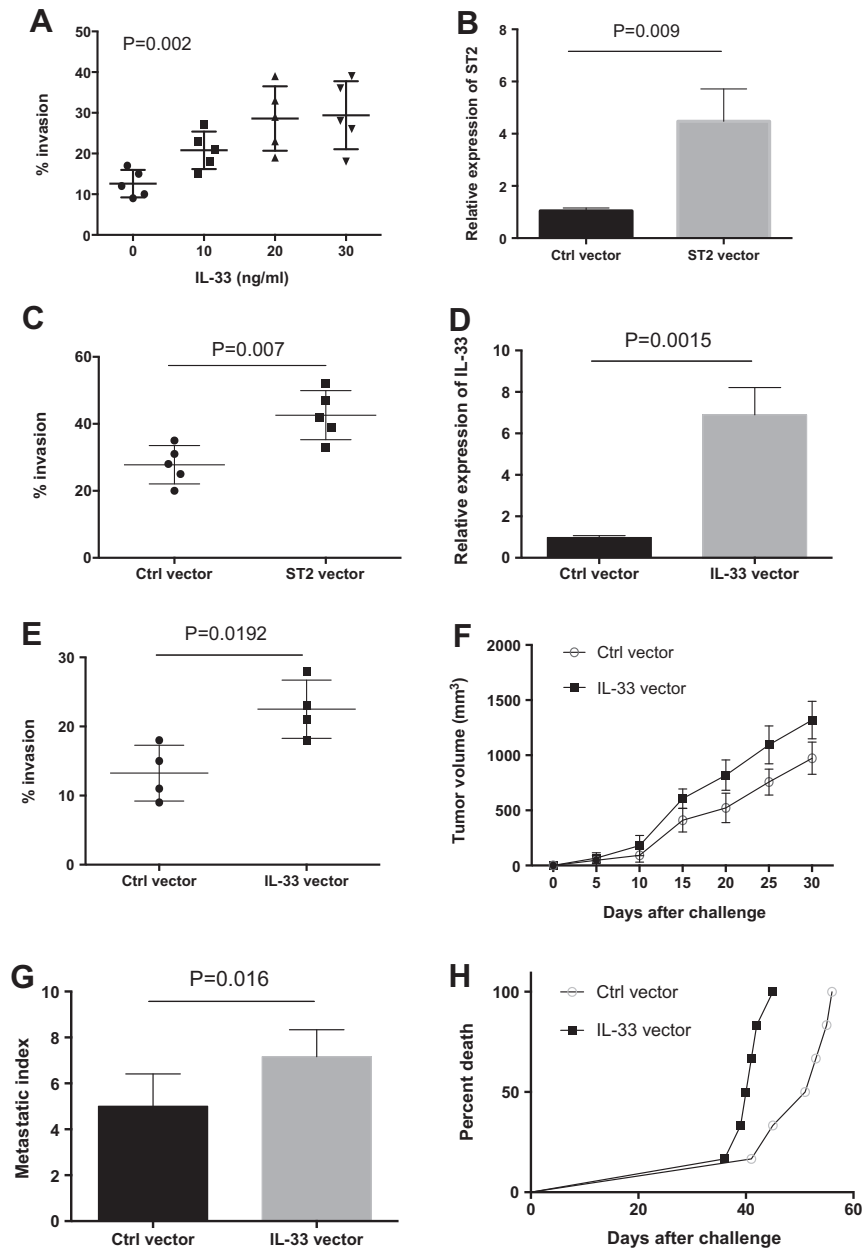 A
P=0.002
50
40
30
20
10
0
% invasion
0 10 20 30
IL-33 (ng/ml)
B
P=0.009
8
6
4
2
0
Relative expression of ST2
Ctrl vector ST2 vector
C
P=0.007
60
40
20
0
% invasion
Ctrl vector ST2 vector
D
P=0.0015
10
8
6
4
2
0
Relative expression of IL-33
Ctrl vector IL-33 vector
E
P=0.0192
30
20
10
0
% invasion
Ctrl vector IL-33 vector
F
2000
1500
1000
500
0
Tumor volume (mm³)
Ctrl vector
IL-33 vector
0 5 10 15 20 25 30
Days after challenge
G
P=0.016
10
8
6
4
2
0
Metastatic index
Ctrl vector IL-33 vector
H
100
50
0
Percent death
Ctrl vector
IL-33 vector
0 20 40 60
Days after challenge